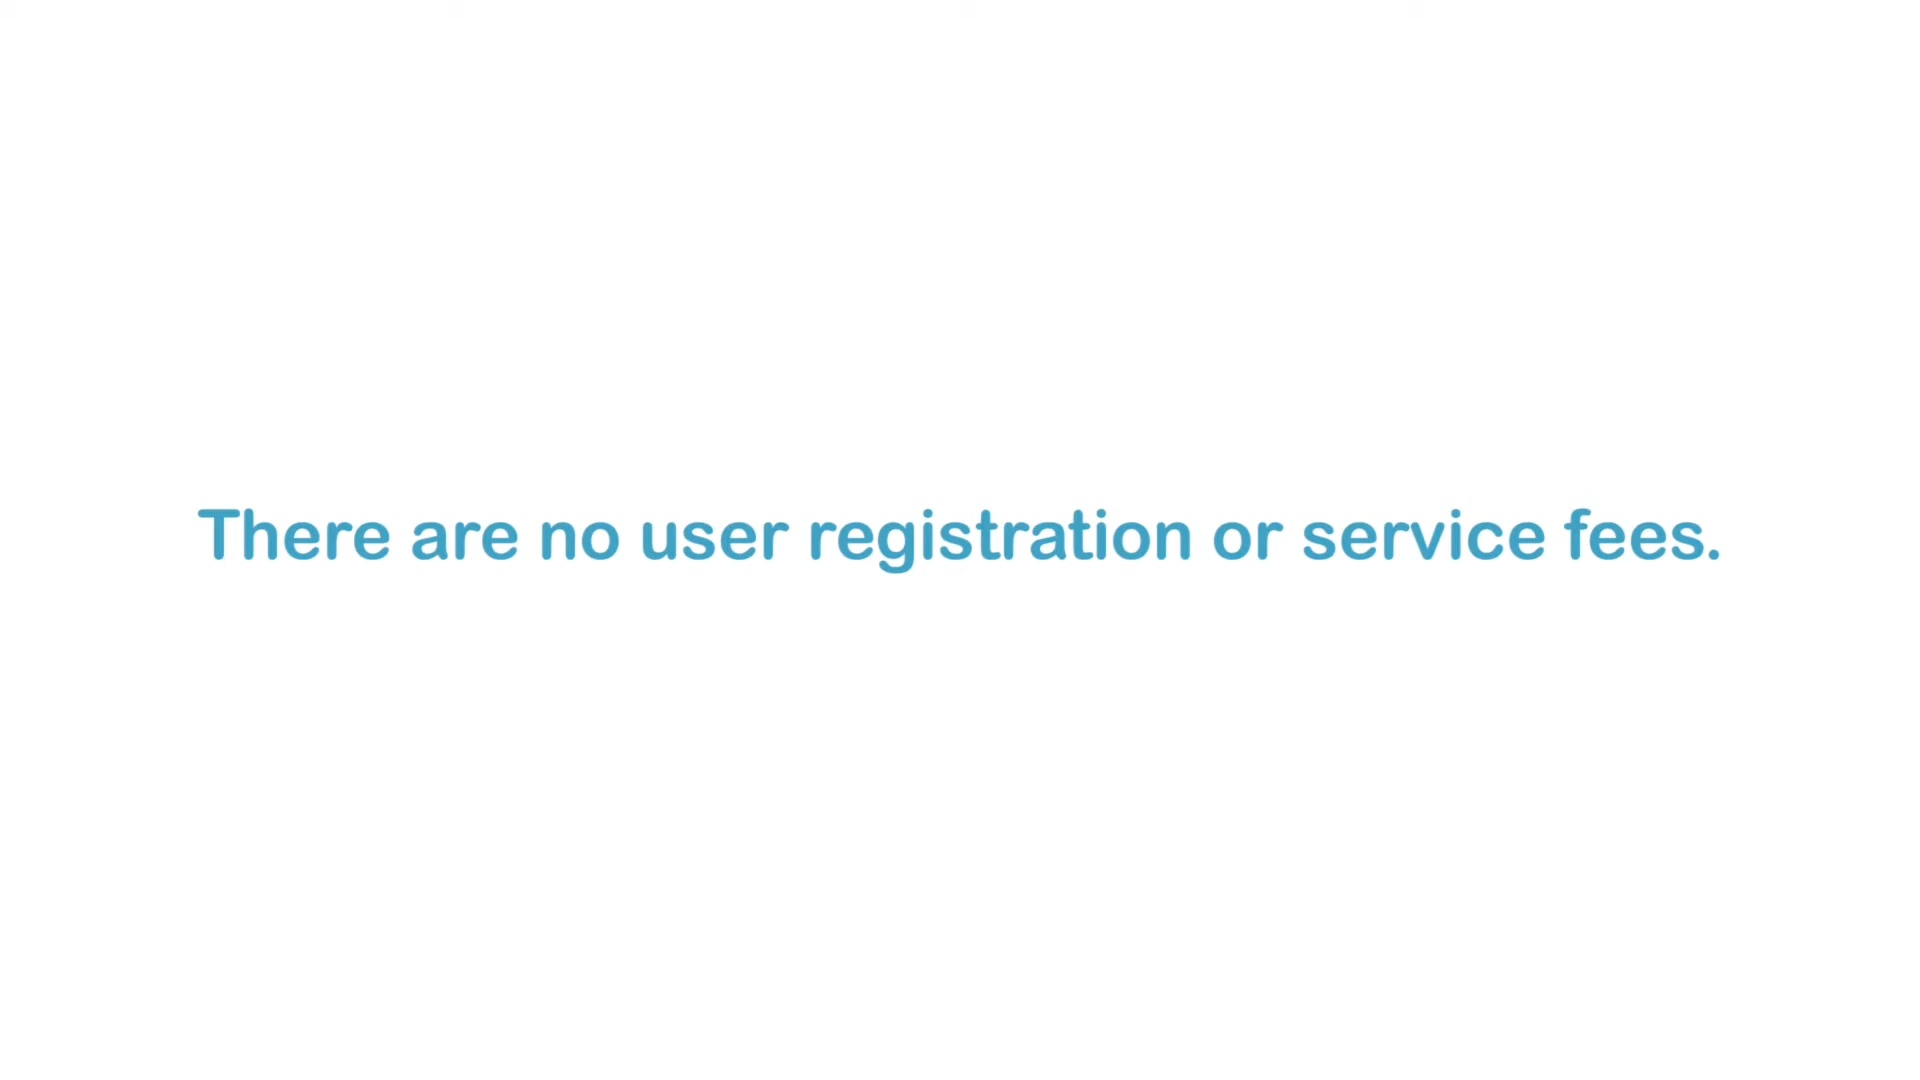 There are no user registration or service fees.